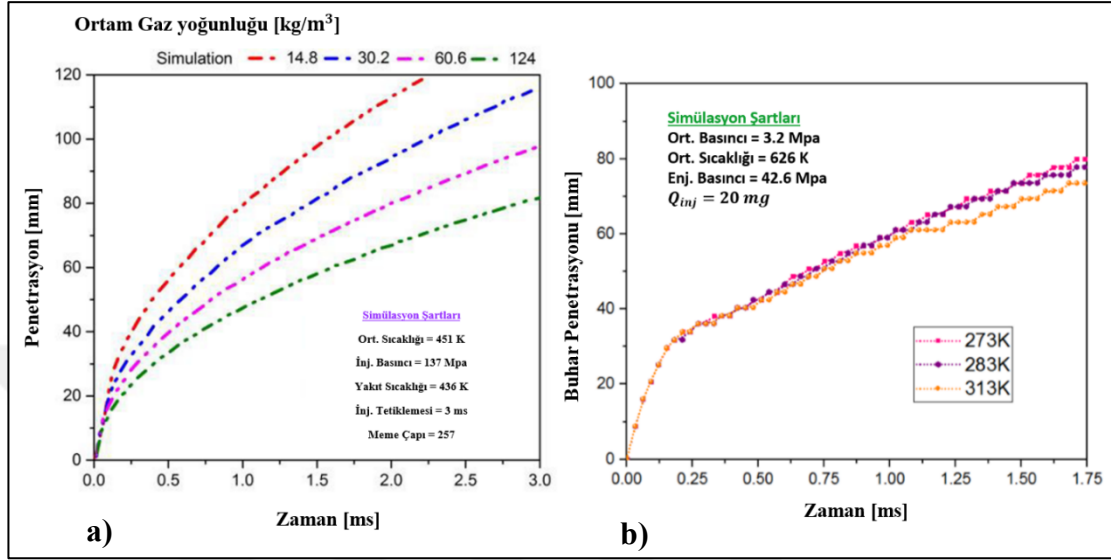 Ortam Gaz yoğunluğu [kg/m³]
Simulation 14.8 30.2 60.6 124
120
100
80
60
40
20
0
Penetrasyon [mm]
Simülasyon Şartları
Ort. Sıcaklığı = 451 K
İnj. Basıncı = 137 Mpa
Yakıt Sıcaklığı = 436 K
İnj. Tetiklemesi = 3 ms
Meme Çapı = 257
0.0 0.5 1.0 1.5 2.0 2.5 3.0
Zaman [ms]
a)
100
80
60
40
20
0
Buhar Penetrasyonu [mm]
Simülasyon Şartları
Ort. Basıncı = 3.2 Mpa
Ort. Sıcaklığı = 626 K
Enj. Basıncı = 42.6 Mpa
Qinj = 20 mg
273K
283K
313K
0.00 0.25 0.50 0.75 1.00 1.25 1.50 1.75
Zaman [ms]
b)